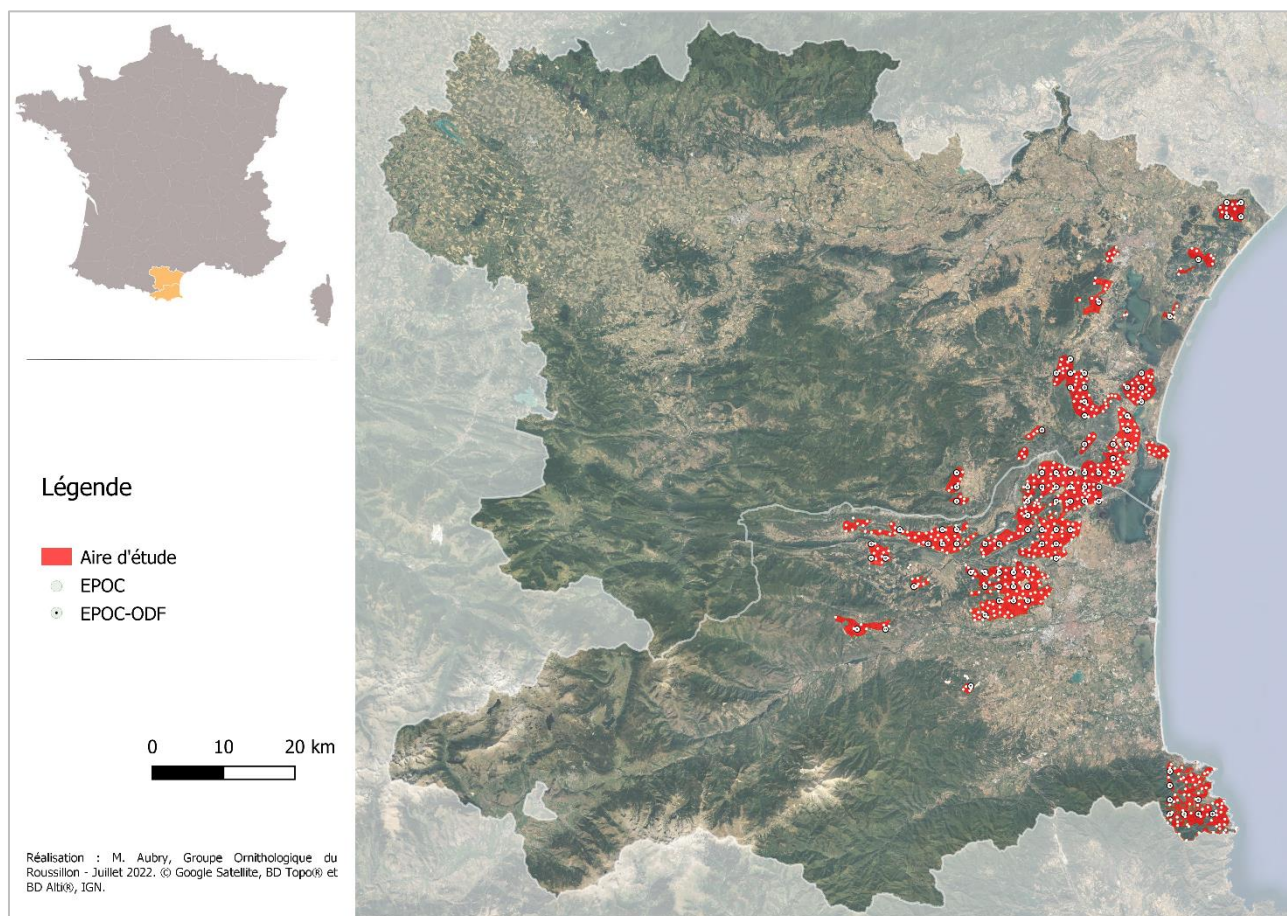 Légende
Aire d'étude
EPOC
EPOC-ODF
0 10 20 km
Réalisation : M. Aubry, Groupe Ornithologique du
Roussillon - Juillet 2022. © Google Satellite, BD Topo® et
BD Alti®, IGN.